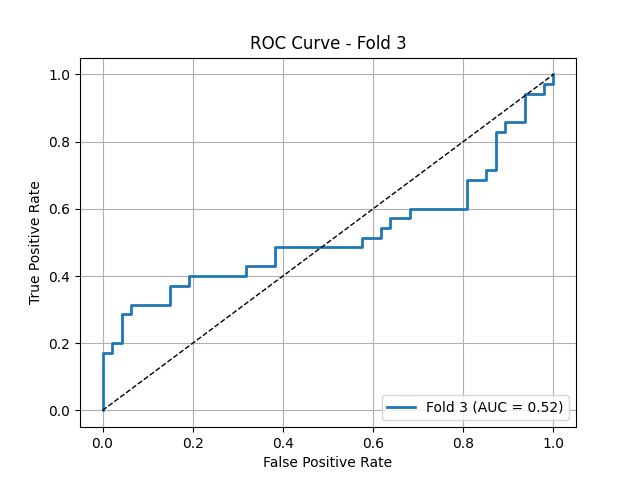 ROC Curve - Fold 3
1.0
0.8
0.6
0.4
0.2
0.0
True Positive Rate
Fold 3 (AUC = 0.52)
0.0 0.2 0.4 0.6 0.8 1.0
False Positive Rate